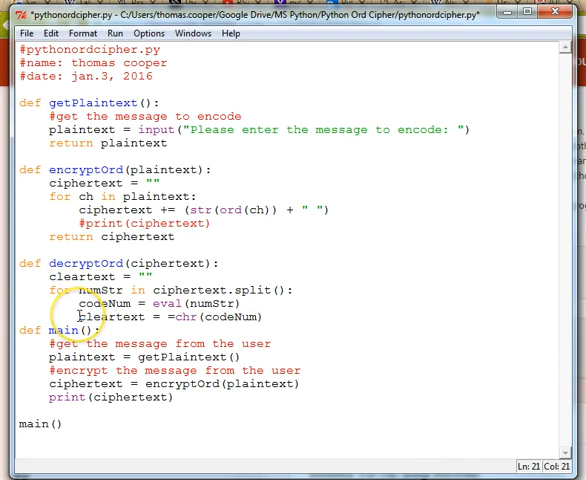 *pythonordcipher.py - C:/Users/thomas.cooper/Google Drive/MS Python/Python Ord Cipher/pythonordcipher.py*
File Edit Format Run Options Windows Help
#pythonordcipher.py
#name: thomas cooper
#date: jan.3, 2016
def getPlaintext():
#get the message to encode
plaintext = input("Please enter the message to encode: ")
return plaintext
def encryptOrd(plaintext):
ciphertext = ""
for ch in plaintext:
ciphertext += (str(ord(ch)) + " ")
#print(ciphertext)
return ciphertext
def decryptOrd(ciphertext):
cleartext = ""
for numStr in ciphertext.split():
codeNum = eval(numStr)
cleartext = =chr(codeNum)
def main():
#get the message from the user
plaintext = getPlaintext()
#encrypt the message from the user
ciphertext = encryptOrd(plaintext)
print(ciphertext)
main()
Ln: 21 Col: 21